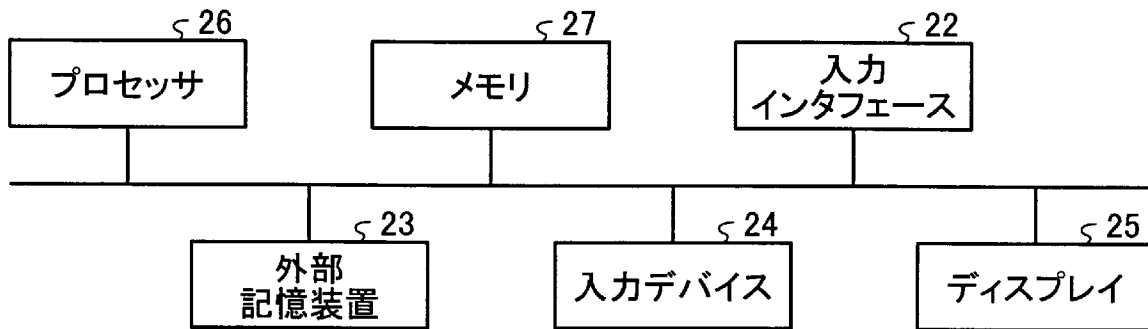 26
プロセッサ
27
メモリ
22
入力
インタフェース
23
外部
記憶装置
24
入力デバイス
25
ディスプレイ